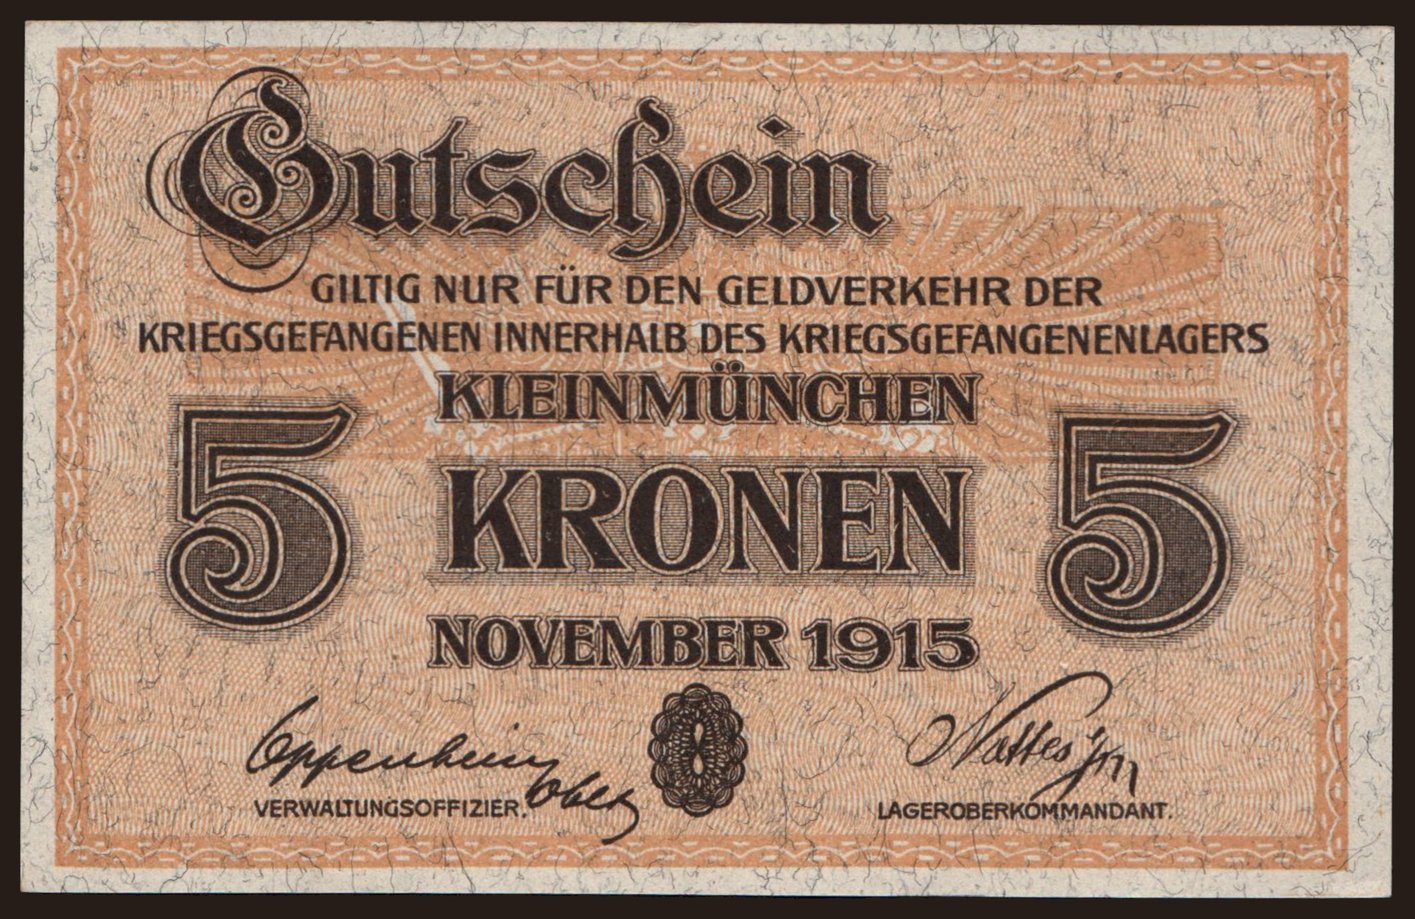 Gutschein
GILTIG NUR FÜR DEN GELDVERKEHR DER
KRIEGSGEFANGENEN INNERHALB DES KRIEGSGEFANGENENLAGERS
KLEINMÜNCHEN
5 KRONEN 5
NOVEMBER 1915
Oppenheim
VERWALTUNGSOFFIZIER.
LAGEROBERKOMMANDANT.